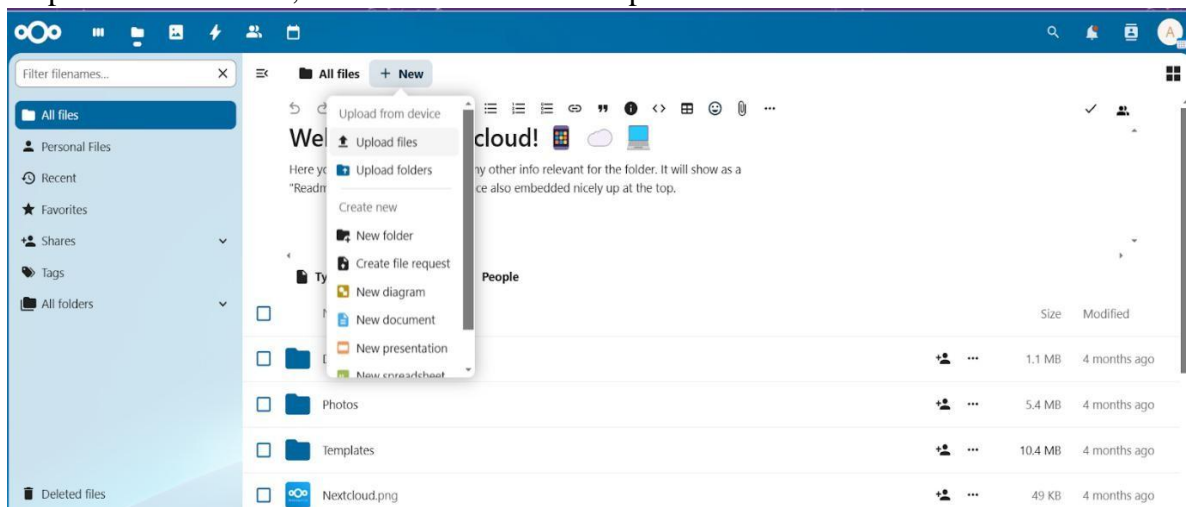 Filter filenames...
All files
Personal Files
Recent
Favorites
Shares
Tags
All folders
Deleted files
All files + New
Upload from device
Upload files
Upload folders
Create new
New folder
Create file request
New diagram
New document
New presentation
New spreadsheet
A
We cloud!
Here y ny other info relevant for the folder. It will show as a
"Readm ce also embedded nicely up at the top.
Ty People
Size Modified
1.1 MB 4 months ago
Photos 5.4 MB 4 months ago
Templates 10.4 MB 4 months ago
Nextcloud.png 49 KB 4 months ago